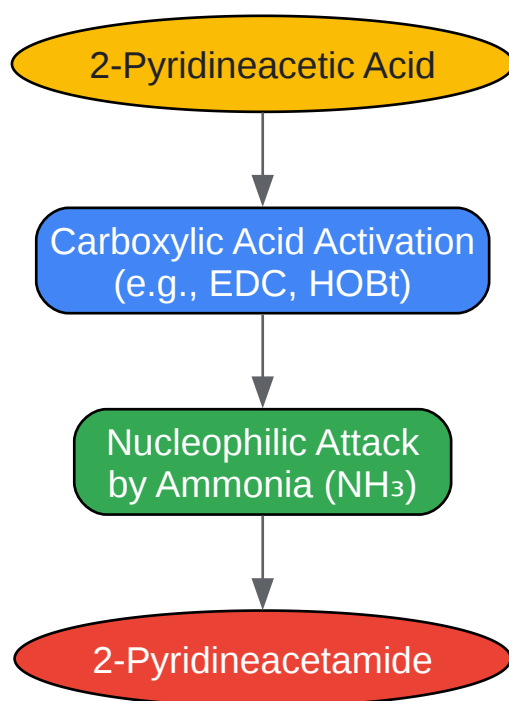 2-Pyridineacetic Acid
Carboxylic Acid Activation
(e.g., EDC, HOBt)
Nucleophilic Attack
by Ammonia (NH₃)
2-Pyridineacetamide